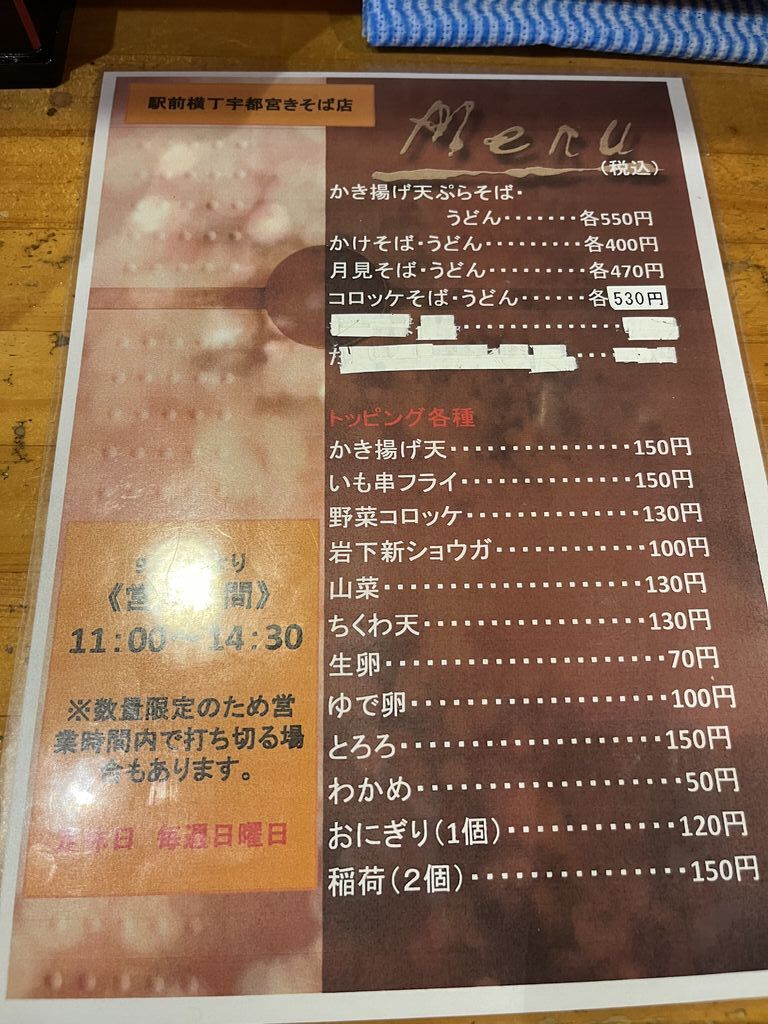 駅前横丁宇都宮きそば店
Menu
(税込)
かき揚げ天ぷらそば・
うどん・・・・・・・各550円
かけそば・うどん・・・・・・・・・各400円
月見そば・うどん・・・・・・・・・各470円
コロッケそば・うどん・・・・・・各530円
トッピング各種
かき揚げ天・・・・・・・・・・・・・・・150円
いも串フライ・・・・・・・・・・・・・・150円
野菜コロッケ・・・・・・・・・・・・・・130円
岩下新ショウガ・・・・・・・・・・・・100円
山菜・・・・・・・・・・・・・・・・・・・・130円
ちくわ天・・・・・・・・・・・・・・・・・130円
生卵・・・・・・・・・・・・・・・・・・・・・70円
ゆで卵・・・・・・・・・・・・・・・・・・・100円
とろろ・・・・・・・・・・・・・・・・・・・150円
わかめ・・・・・・・・・・・・・・・・・・・50円
おにぎり(1個)・・・・・・・・・・・・120円
稲荷(2個)・・・・・・・・・・・・・・・150円
《営 間》
11:00～14:30
※数量限定のため営
業時間内で打ち切る場
合もあります。
定休日 毎週日曜日